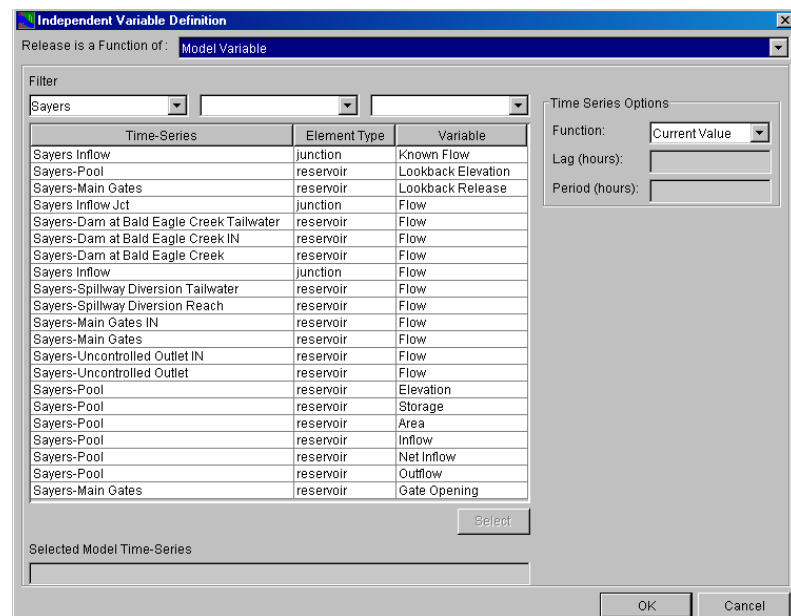 Independent Variable Definition
Release is a Function of: Model Variable
Filter
Sayers
Time-Series Element Type Variable
Sayers Inflow junction Known Flow
Sayers-Pool reservoir Lookback Elevation
Sayers-Main Gates reservoir Lookback Release
Sayers Inflow Jct junction Flow
Sayers-Dam at Bald Eagle Creek Tailwater reservoir Flow
Sayers-Dam at Bald Eagle Creek IN reservoir Flow
Sayers-Dam at Bald Eagle Creek reservoir Flow
Sayers Inflow junction Flow
Sayers-Spillway Diversion Tailwater reservoir Flow
Sayers-Spillway Diversion Reach reservoir Flow
Sayers-Main Gates IN reservoir Flow
Sayers-Main Gates reservoir Flow
Sayers-Uncontrolled Outlet IN reservoir Flow
Sayers-Uncontrolled Outlet reservoir Flow
Sayers-Pool reservoir Elevation
Sayers-Pool reservoir Storage
Sayers-Pool reservoir Area
Sayers-Pool reservoir Inflow
Sayers-Pool reservoir Net Inflow
Sayers-Pool reservoir Outflow
Sayers-Main Gates reservoir Gate Opening
Select
Selected Model Time-Series
Time Series Options
Function: Current Value
Lag (hours):
Period (hours):
OK Cancel